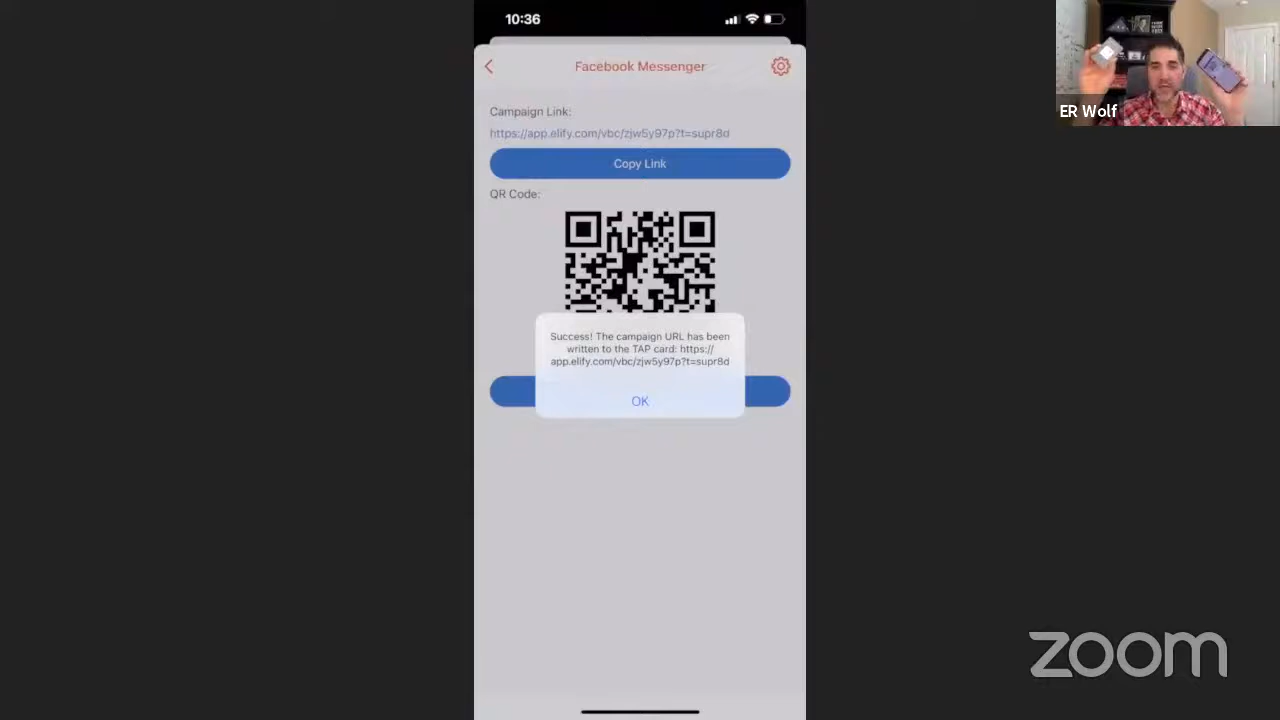 10:36
Facebook Messenger
Campaign Link:
https://app.elify.com/vbc/zjw5y97p?t=supr8d
Copy Link
QR Code:
Success! The campaign URL has been
written to the TAP card: https://
app.elify.com/vbc/zjw5y97p?t=supr8d
OK
ER Wolf
zoom